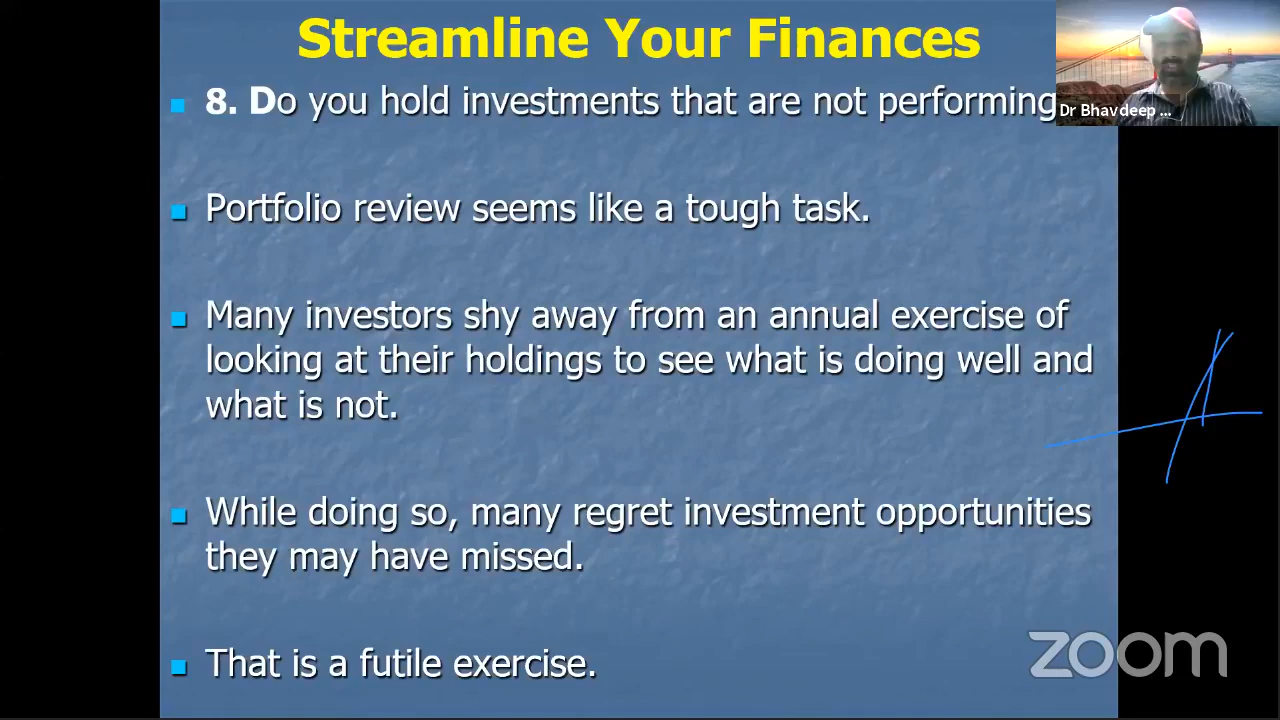 Streamline Your Finances
8. Do you hold investments that are not performing
Dr Bhavdeep ...
Portfolio review seems like a tough task.
Many investors shy away from an annual exercise of
looking at their holdings to see what is doing well and
what is not.
While doing so, many regret investment opportunities
they may have missed.
That is a futile exercise.
zoom